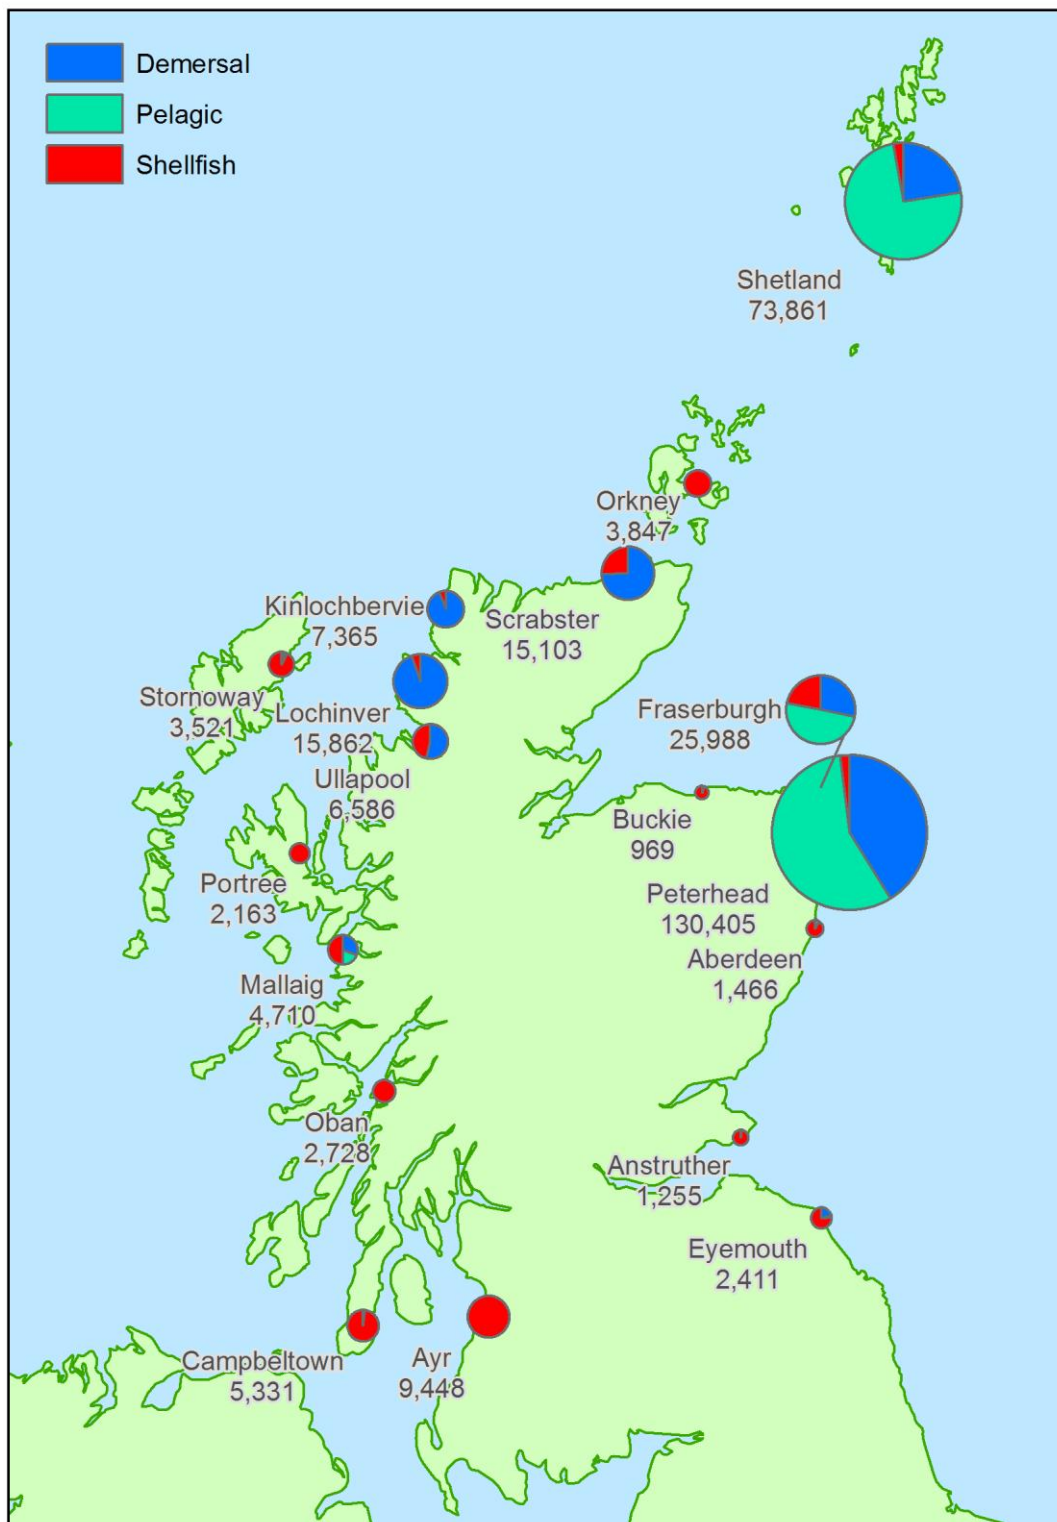 Demersal
Pelagic
Shellfish
Shetland
73,861
Orkney
3,847
Kinlochbervie
7,365
Scrabster
15,103
Stornoway
3,521
Lochinver
15,862
Fraserburgh
25,988
Ullapool
6,586
Buckie
969
Portree
2,163
Peterhead
130,405
Aberdeen
1,466
Mallaig
4,710
Oban
2,728
Anstruther
1,255
Eyemouth
2,411
Campbeltown
5,331
Ayr
9,448